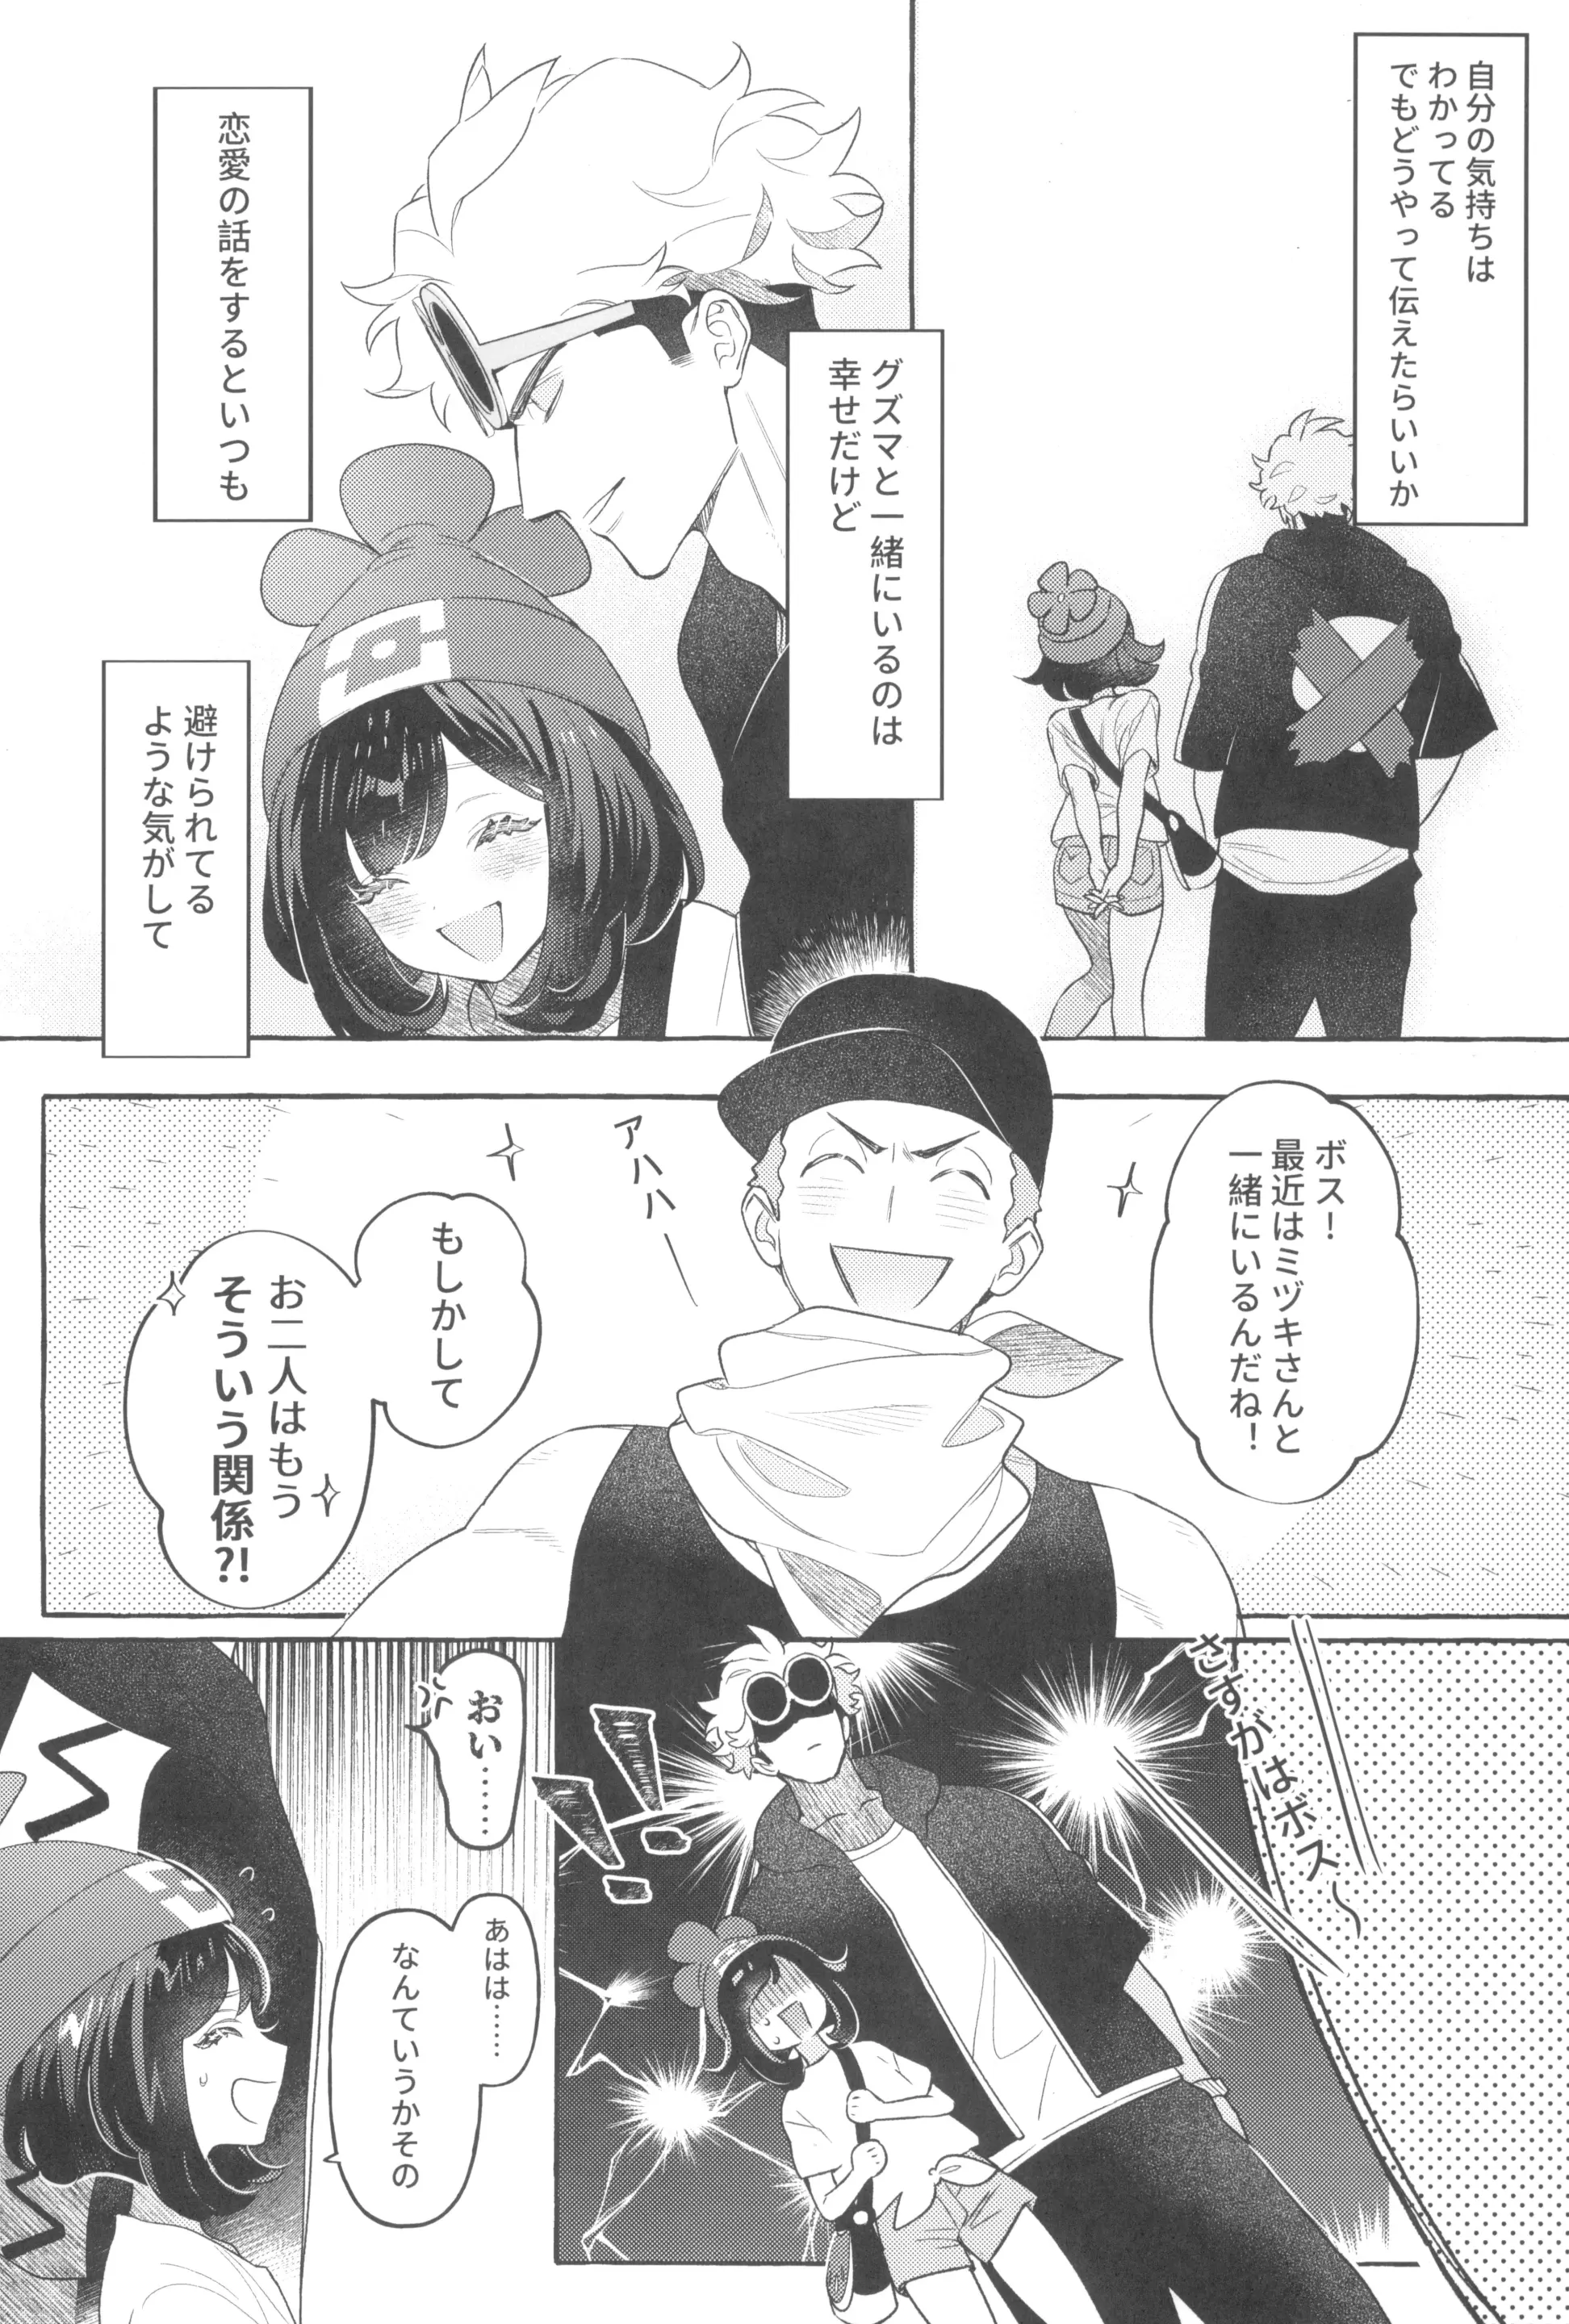 自分の気持ちは
わかってる
でもどうやって伝えたらいいか
グズマと一緒にいるのは
幸せだけど
恋愛の話をするといつも
避けられてる
ような気がして
ボス！
最近はミヅキさんと
一緒にいるんだね！
アハハー
もしかして
お二人はもう
そういう関係?!
さすがはボス〜
おい……
あはは……
なんていうかその